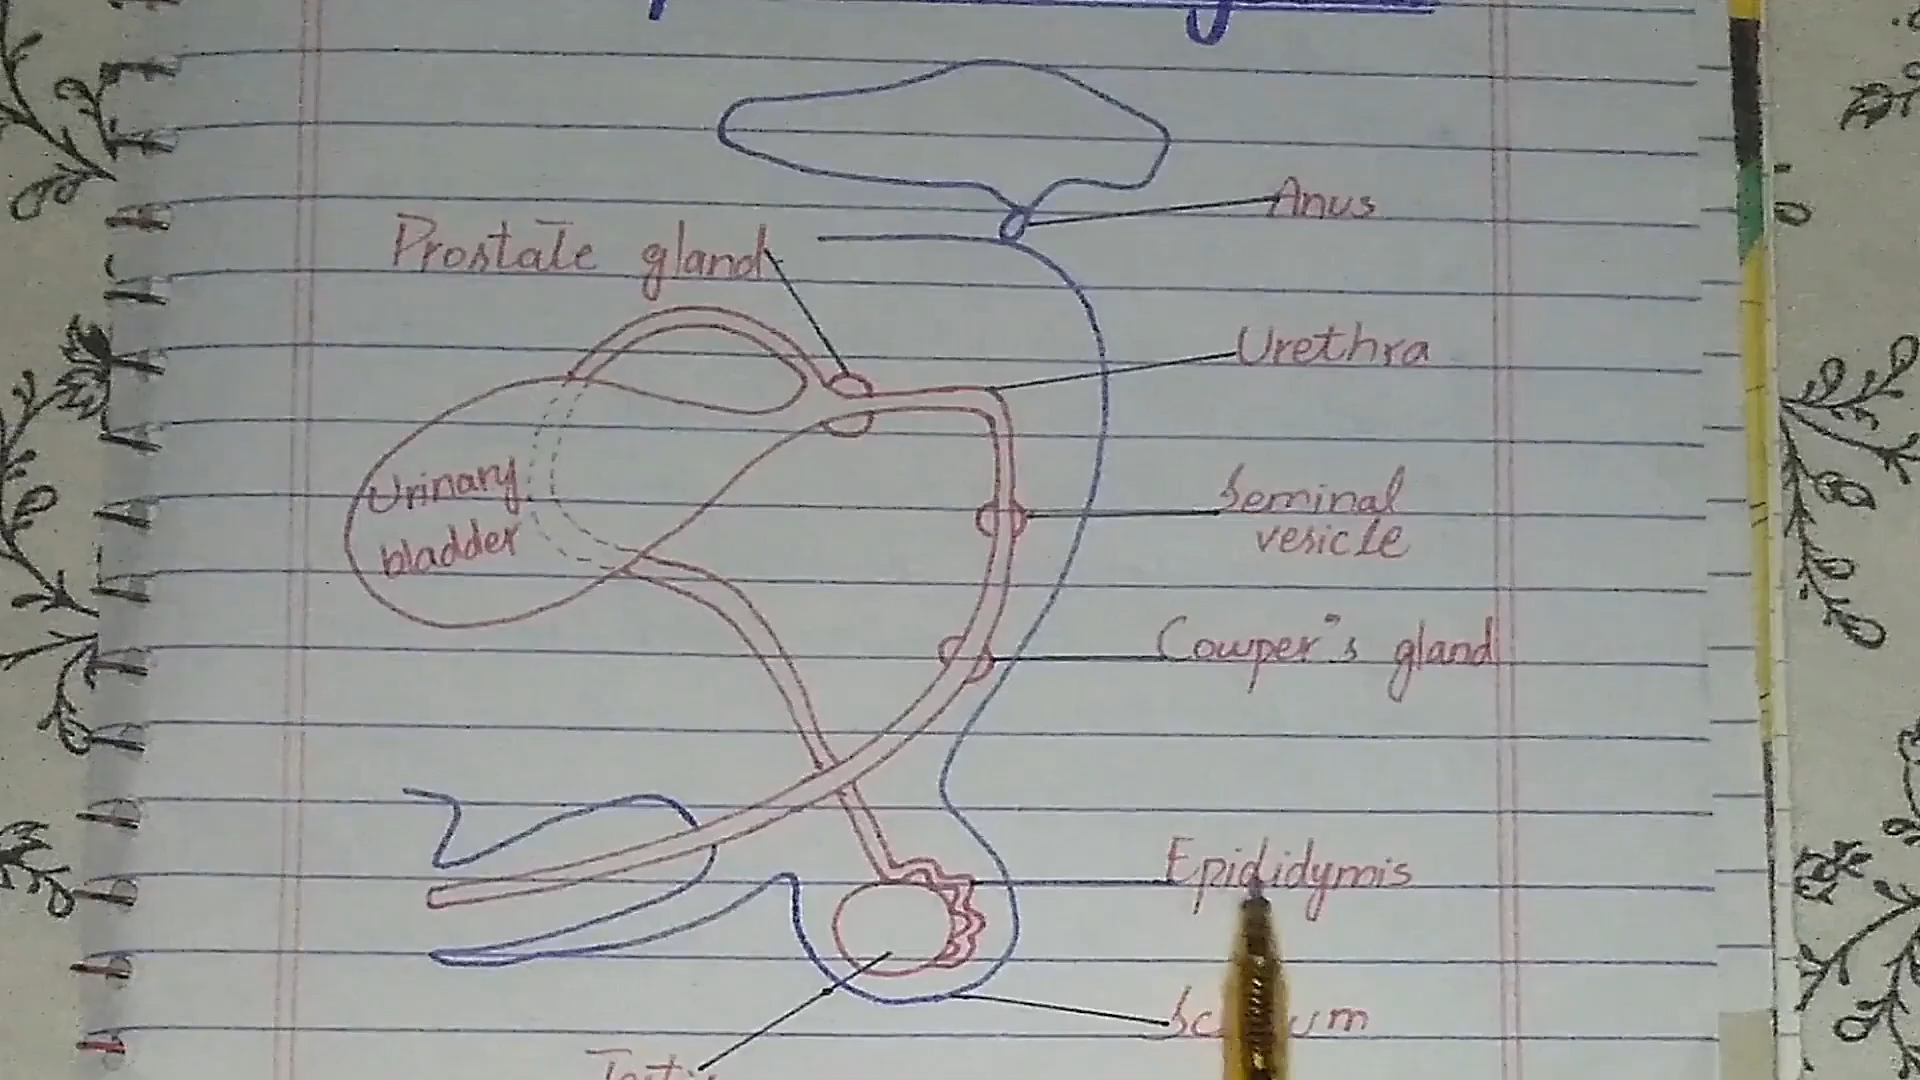 Anus
Prostate gland
Urethra
Urinary
bladder
Seminal
vesicle
Cowper's gland
Epididymis